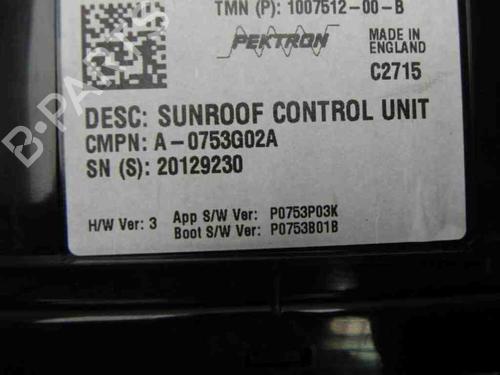 TMN (P): 1007512-00-B
PEKTRON
MADE IN
ENGLAND
C2715
DESC: SUNROOF CONTROL UNIT
CMPN: A-0753G02A
SN (S): 20129230
H/W Ver: 3 App S/W Ver: P0753P03K
Boot S/W Ver: P0753B01B